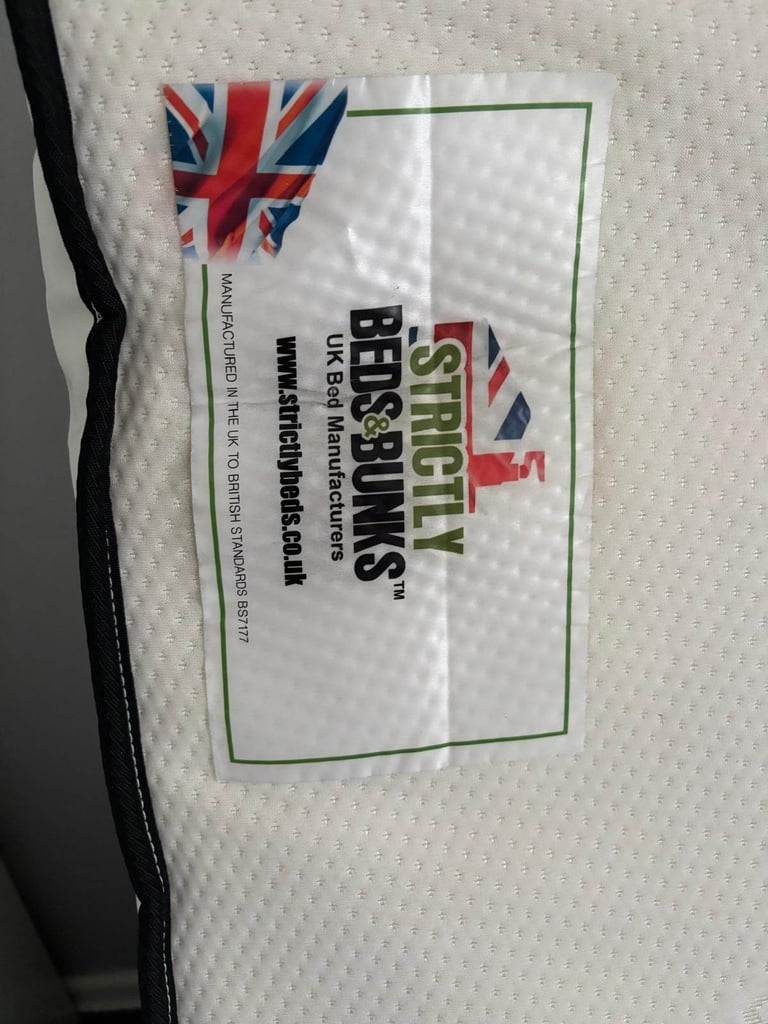 STRICTLY
BEDS&BUNKS™
UK Bed Manufacturers
www.strictlybeds.co.uk
MANUFACTURED IN THE UK TO BRITISH STANDARDS BS7177